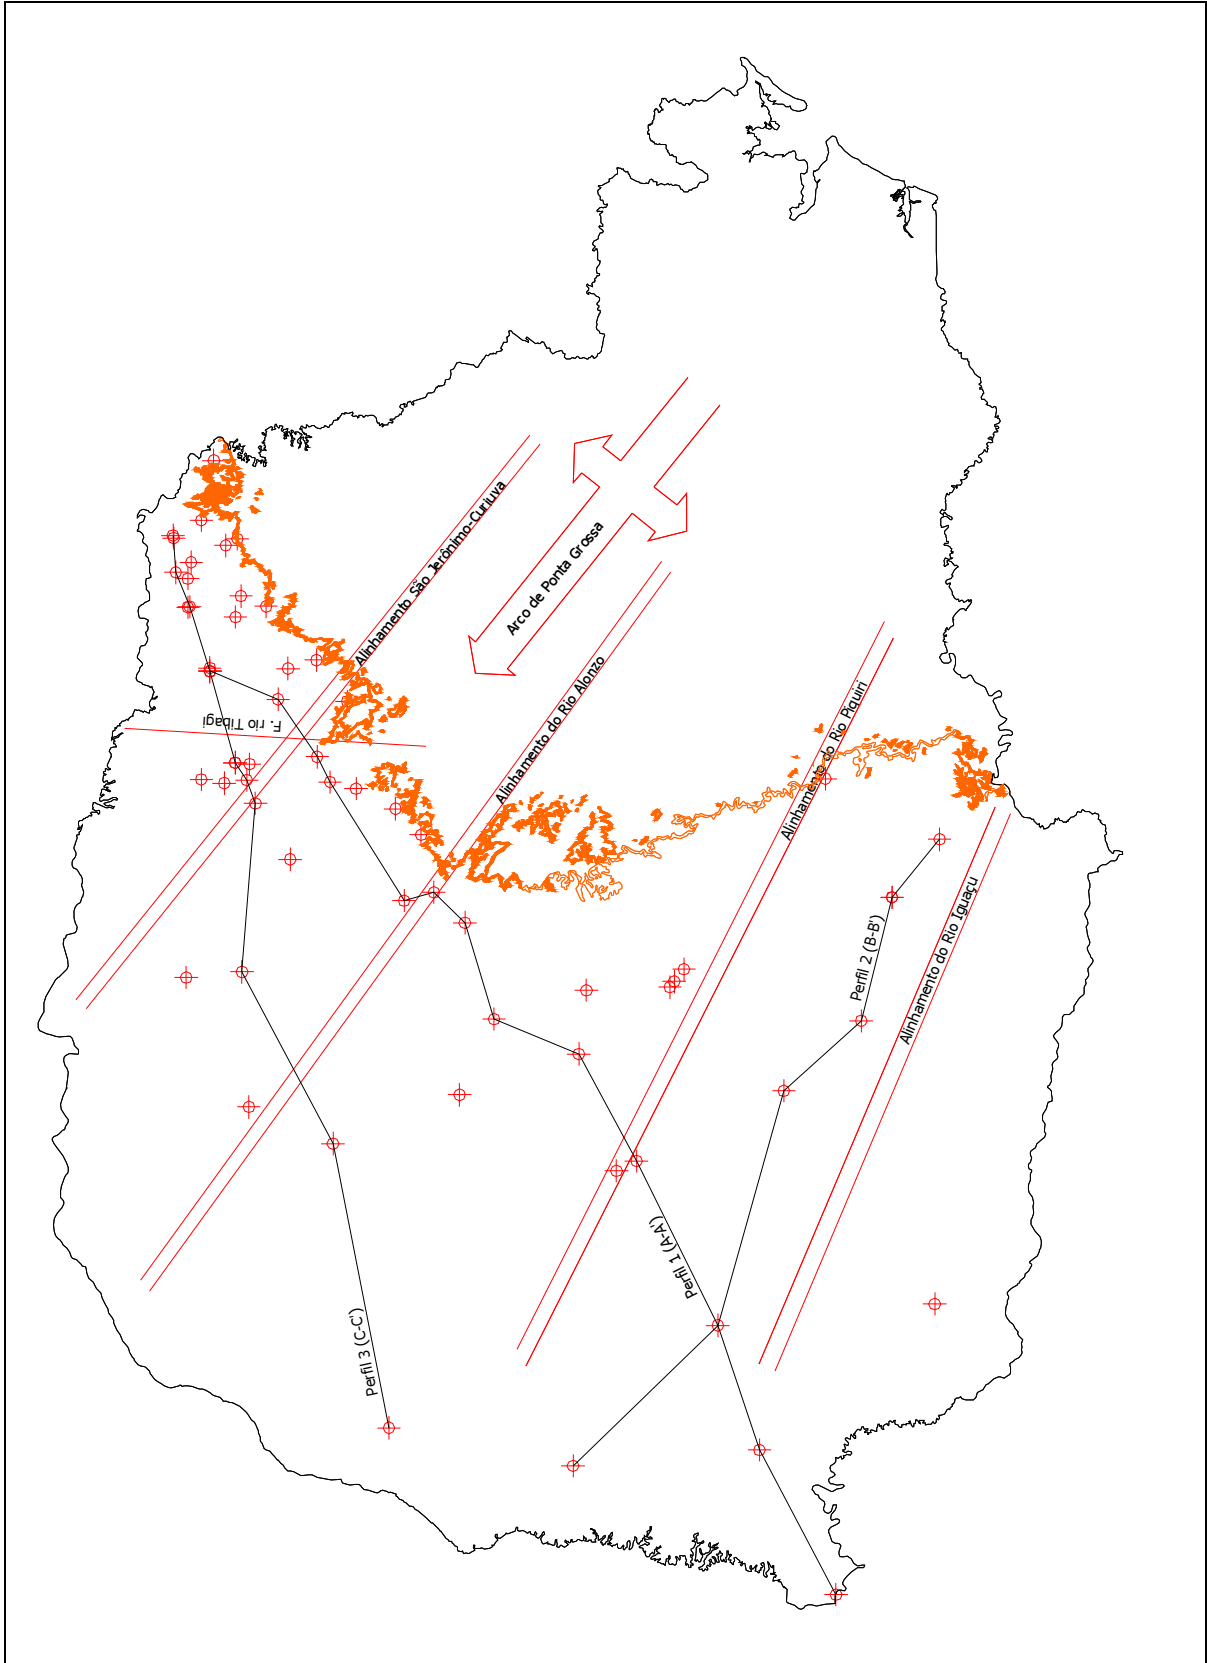 Alinhamento São Jerônimo-Curiuva
Arco de Ponta Grossa
F. rio Tibagi
Alinhamento do Rio Alonzo
Alinhamento do Rio Piquiri
Alinhamento do Rio Iguaçu
Perfil 2 (B-B')
Perfil 1 (A-A')
Perfil 3 (C-C')